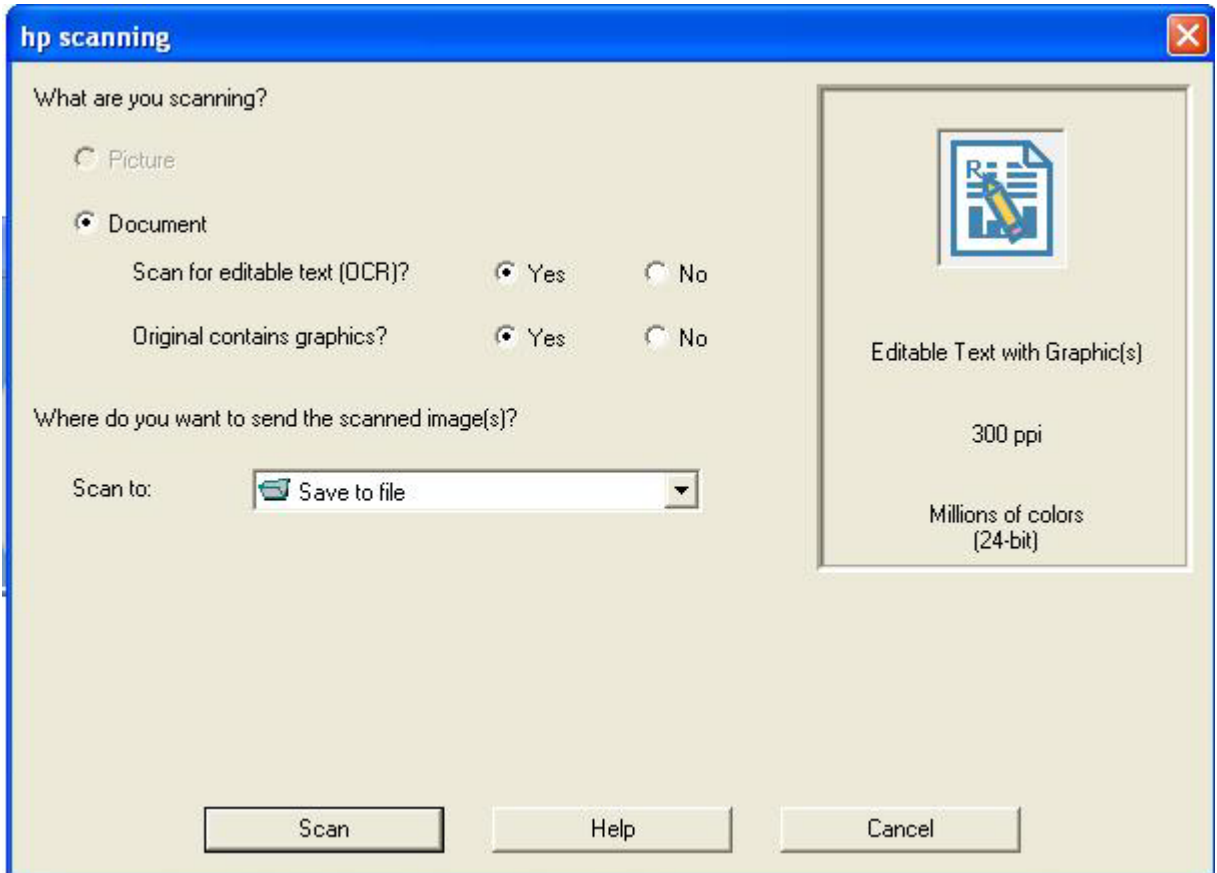 hp scanning
What are you scanning?
Picture
Document
Scan for editable text (OCR)? Yes No
Original contains graphics? Yes No
Where do you want to send the scanned image(s)?
Scan to: Save to file
R
Editable Text with Graphic(s)
300 ppi
Millions of colors
(24-bit)
Scan Help Cancel